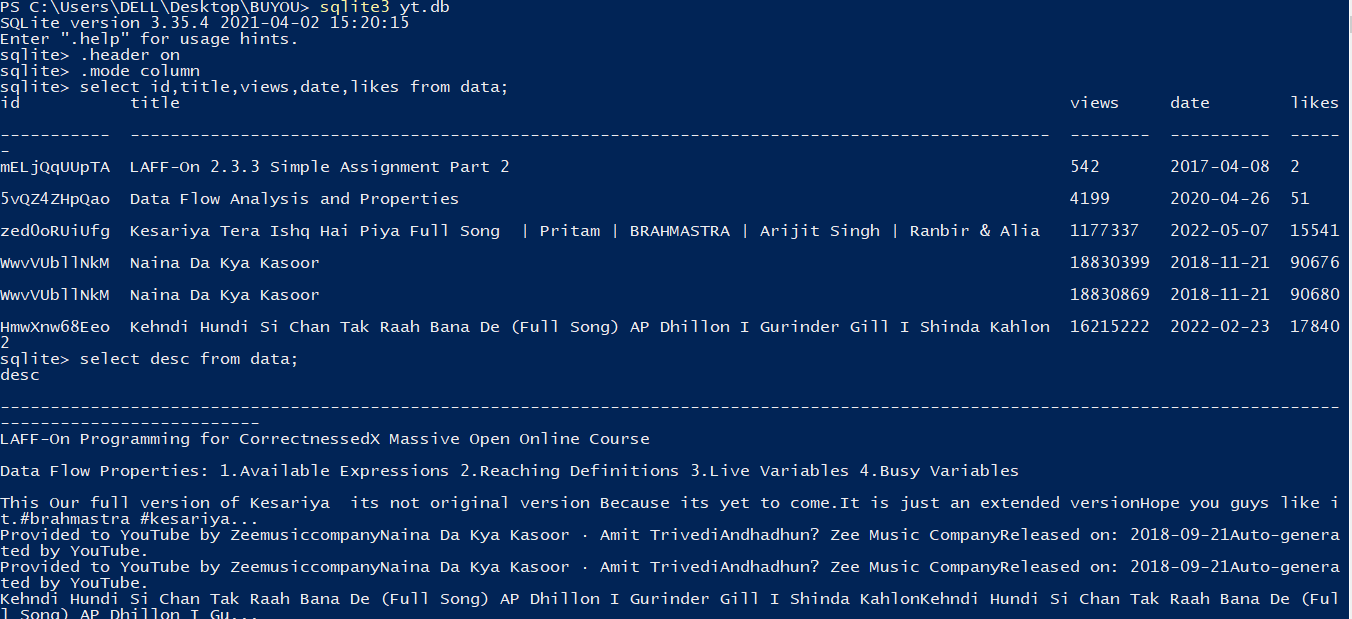 PS C:\Users\DELL\Desktop\BUYOU> sqlite3 yt.db
SQLite version 3.35.4 2021-04-02 15:20:15
Enter ".help" for usage hints.
sqlite> .header on
sqlite> .mode column
sqlite> select id,title,views,date,likes from data;
id           title                                                                                         views     date        likes
-----------  --------------------------------------------------------------------------------------------  --------  ----------  -----
-
mELjQqUUpTA  LAFF-On 2.3.3 Simple Assignment Part 2                                                        542       2017-04-08  2
5vQZ4ZHpQao  Data Flow Analysis and Properties                                                             4199      2020-04-26  51
zed0oRUiUfg  Kesariya Tera Ishq Hai Piya Full Song  | Pritam | BRAHMASTRA | Arijit Singh | Ranbir & Alia   1177337   2022-05-07  15541
WwvVUbllNkM  Naina Da Kya Kasoor                                                                           18830399  2018-11-21  90676
WwvVUbllNkM  Naina Da Kya Kasoor                                                                           18830869  2018-11-21  90680
HmwXnw68Eeo  Kehndi Hundi Si Chan Tak Raah Bana De (Full Song) AP Dhillon I Gurinder Gill I Shinda Kahlon  16215222  2022-02-23  17840
2
sqlite> select desc from data;
desc
--------------------------------------------------------------------------------------------------------------------------------------
--------------------------
LAFF-On Programming for CorrectnessedX Massive Open Online Course
Data Flow Properties: 1.Available Expressions 2.Reaching Definitions 3.Live Variables 4.Busy Variables
This Our full version of Kesariya  its not original version Because its yet to come.It is just an extended versionHope you guys like i
t.#brahmastra #kesariya...
Provided to YouTube by ZeemusiccompanyNaina Da Kya Kasoor · Amit TrivediAndhadhun? Zee Music CompanyReleased on: 2018-09-21Auto-genera
ted by YouTube.
Provided to YouTube by ZeemusiccompanyNaina Da Kya Kasoor · Amit TrivediAndhadhun? Zee Music CompanyReleased on: 2018-09-21Auto-genera
ted by YouTube.
Kehndi Hundi Si Chan Tak Raah Bana De (Full Song) AP Dhillon I Gurinder Gill I Shinda KahlonKehndi Hundi Si Chan Tak Raah Bana De (Ful
l Song) AP Dhillon I Gu...